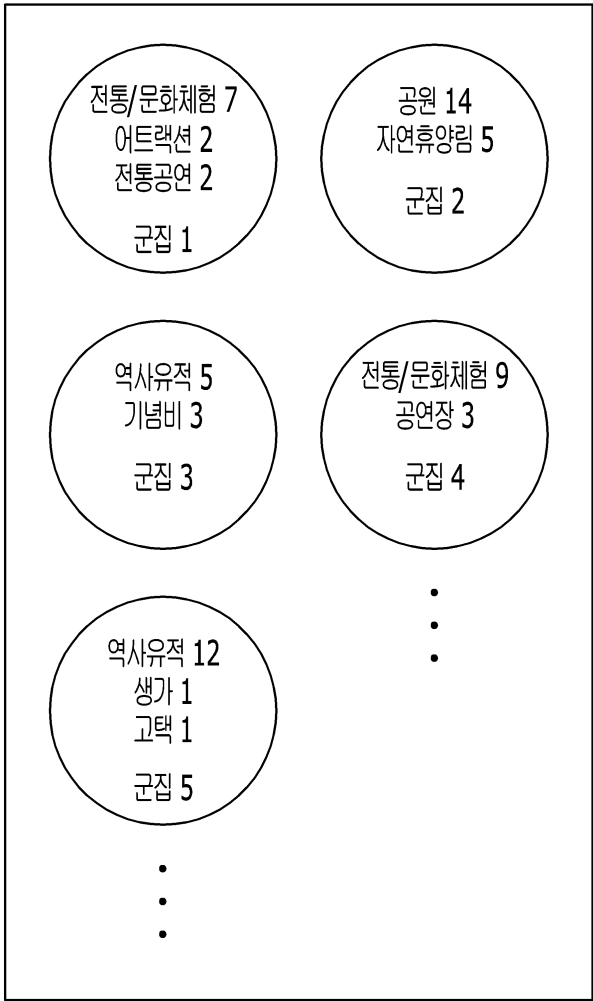 전통/문화체험 7
어트랙션 2
전통공연 2
군집 1
공원 14
자연휴양림 5
군집 2
역사유적 5
기념비 3
군집 3
전통/문화체험 9
공연장 3
군집 4
역사유적 12
생가 1
고택 1
군집 5